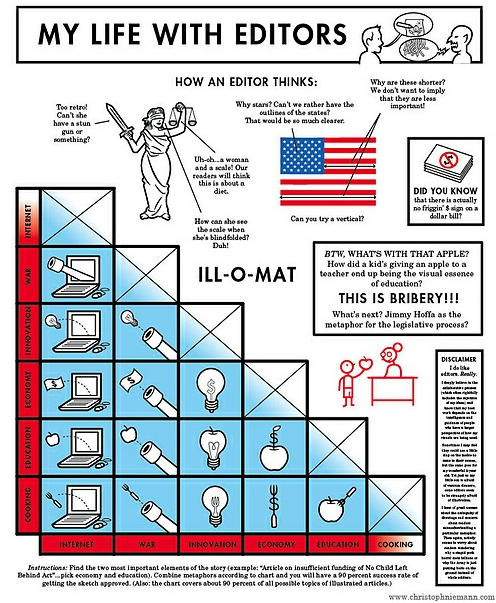 MY LIFE WITH EDITORS
HOW AN EDITOR THINKS:
Too retro!
Can't she
have a stun
gun or
something?
Uh-oh...a woman
and a scale! Our
readers will think
this is about a
diet.
How can she see
the scale when
she's blindfolded?
Duh!
Why stars? Can't we rather have the
outlines of the states?
That would be so much clearer.
Why are these shorter?
We don't want to imply
that they are less
important!
Can you try a vertical?
$
DID YOU KNOW
that there is actually
no friggin' $ sign on a
dollar bill?
ILL-O-MAT
BTW, WHAT'S WITH THAT APPLE?
How did a kid's giving an apple to a
teacher end up being the visual essence
of education?
THIS IS BRIBERY!!!
What's next? Jimmy Hoffa as the
metaphor for the legislative process?
DISCLAIMER
I do like
editors. Really.
INTERNET
WAR
INNOVATION
ECONOMY
EDUCATION
COOKING
INTERNET
WAR
INNOVATION
ECONOMY
EDUCATION
COOKING
Instructions: Find the two most important elements of the story (example: "Article on insufficient funding of No Child Left
Behind Act"...pick economy and education). Combine metaphors according to chart and you will have a 90 percent success rate of
getting the sketch approved. (Also: the chart covers about 90 percent of all possible topics of illustrated articles.)
www.christophniemann.com